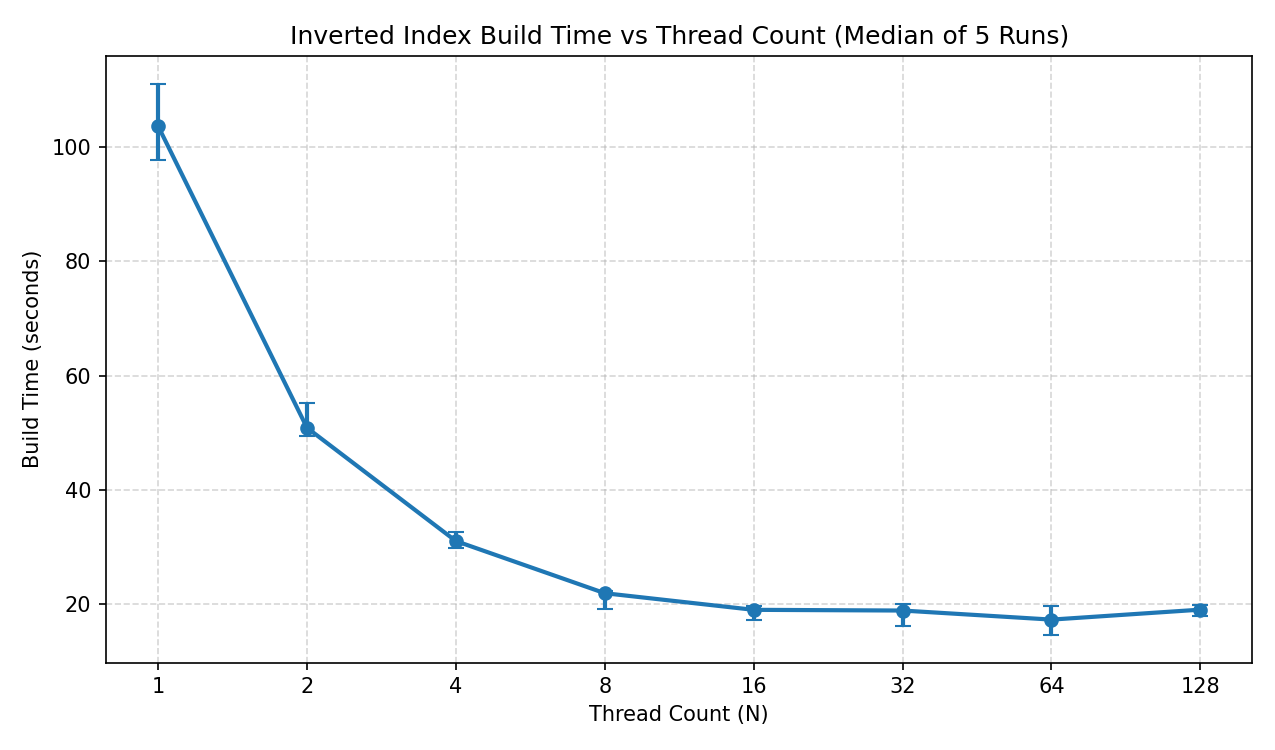 Inverted Index Build Time vs Thread Count (Median of 5 Runs)
Build Time (seconds)
100
80
60
40
20
1 2 4 8 16 32 64 128
Thread Count (N)